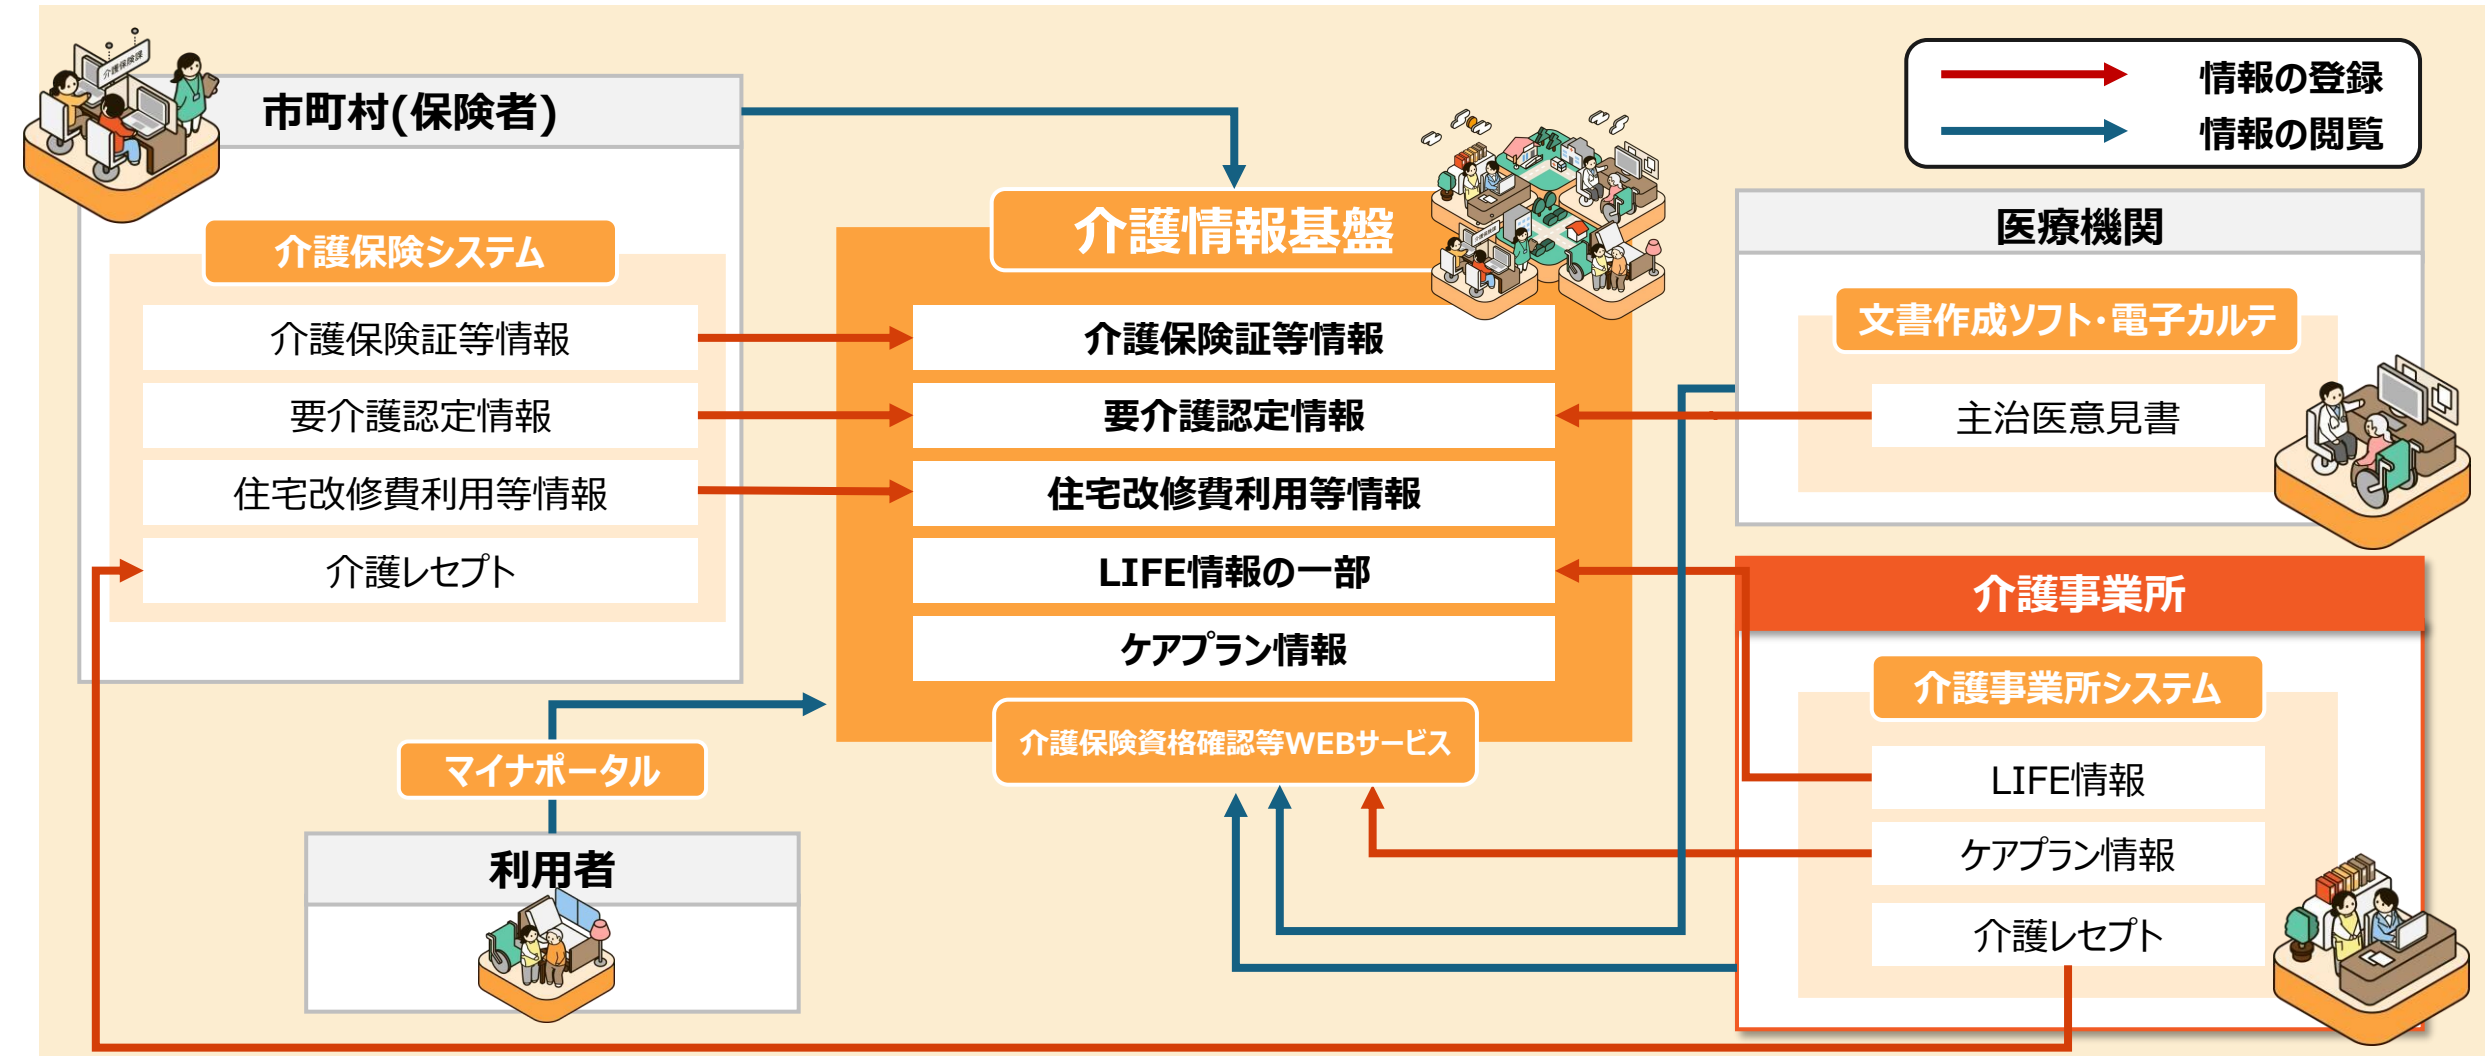 介護保険課
市町村(保険者)
介護保険システム
介護保険証等情報
要介護認定情報
住宅改修費利用等情報
介護レセプト
マイナポータル
利用者
介護情報基盤
介護保険証等情報
要介護認定情報
住宅改修費利用等情報
LIFE情報の一部
ケアプラン情報
介護保険資格確認等WEBサービス
情報の登録
情報の閲覧
医療機関
文書作成ソフト・電子カルテ
主治医意見書
介護事業所
介護事業所システム
LIFE情報
ケアプラン情報
介護レセプト